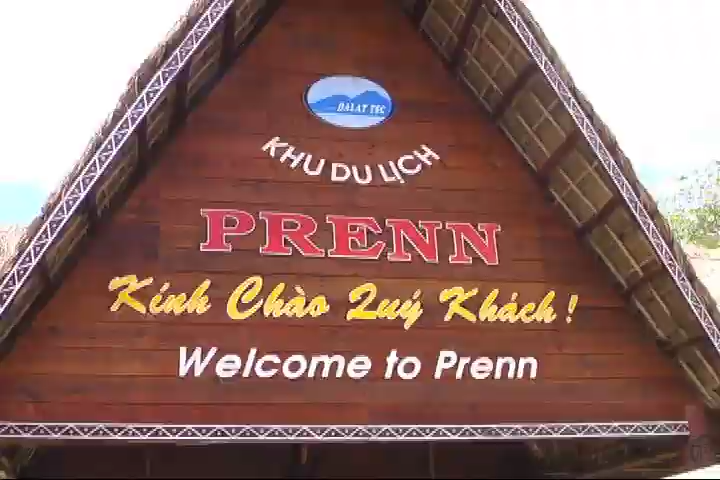 DALAT TEC
KHU DU LỊCH
PRENN
Kính Chào Quý Khách!
Welcome to Prenn